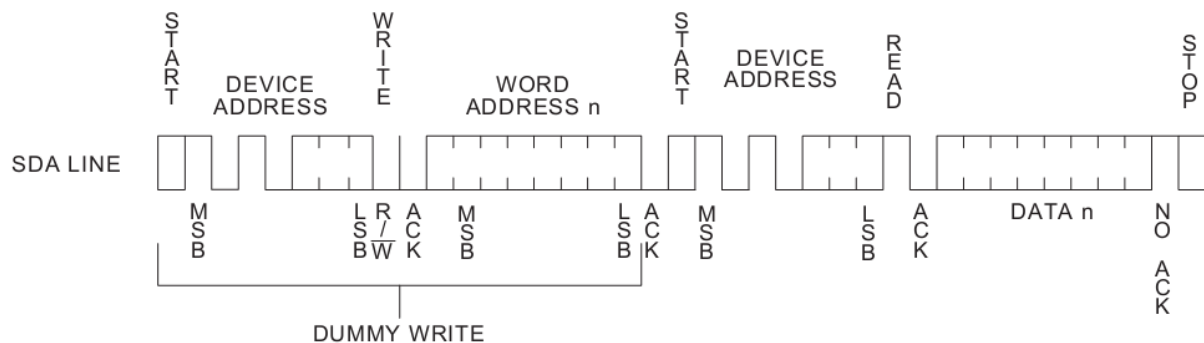 START
WRITE
START
READ
STOP
DEVICE
ADDRESS
WORD
ADDRESS n
DEVICE
ADDRESS
SDA LINE
MSB
LSB
R/W
ACK
MSB
LSB
ACK
MSB
LSB
ACK
DATA n
NO ACK
DUMMY WRITE